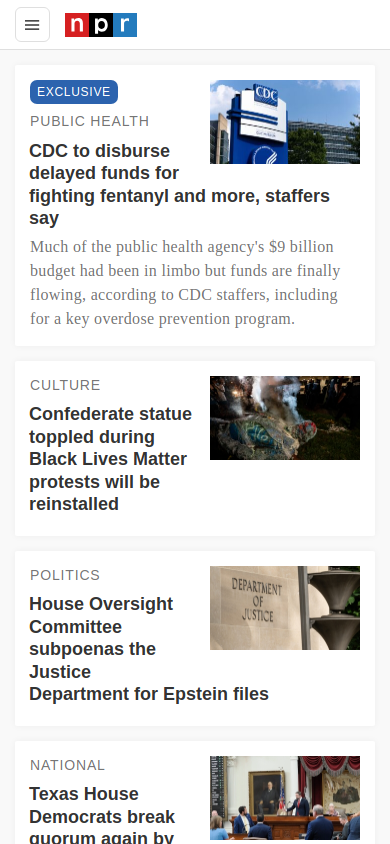 npr
EXCLUSIVE
CDC
PUBLIC HEALTH
CDC to disburse
delayed funds for
fighting fentanyl and more, staffers
say
Much of the public health agency's $9 billion
budget had been in limbo but funds are finally
flowing, according to CDC staffers, including
for a key overdose prevention program.
CULTURE
Confederate statue
toppled during
Black Lives Matter
protests will be
reinstalled
POLITICS
DEPARTMENT
OF
JUSTICE
House Oversight
Committee
subpoenas the
Justice
Department for Epstein files
NATIONAL
Texas House
Democrats break
quorum again by